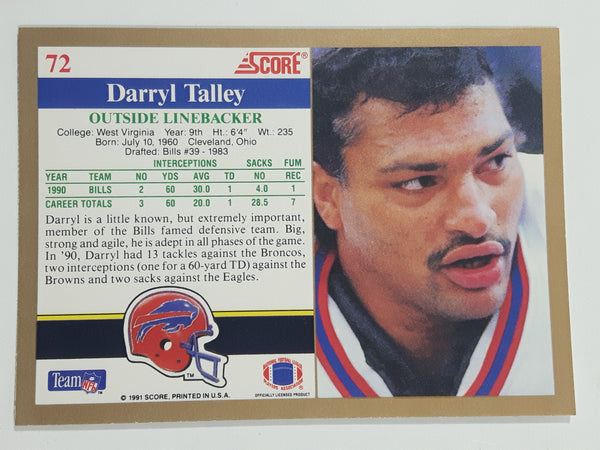 72
SCORE®
Darryl Talley
OUTSIDE LINEBACKER
College: West Virginia Year: 9th Ht.: 6'4" Wt.: 235
Born: July 10, 1960 Cleveland, Ohio
Drafted: Bills #39 - 1983
INTERCEPTIONS SACKS FUM
YEAR TEAM NO YDS AVG TD NO REC
1990 BILLS 2 60 30.0 1 4.0 1
CAREER TOTALS 3 60 20.0 1 28.5 7
Darryl is a little known, but extremely important,
member of the Bills famed defensive team. Big,
strong and agile, he is adept in all phases of the game.
In '90, Darryl had 13 tackles against the Broncos,
two interceptions (one for a 60-yard TD) against the
Browns and two sacks against the Eagles.
Team NFL™
© 1991 SCORE, PRINTED IN U.S.A.
NATIONAL FOOTBALL LEAGUE
PLAYERS ASSOCIATION
OFFICIALLY LICENSED PRODUCT